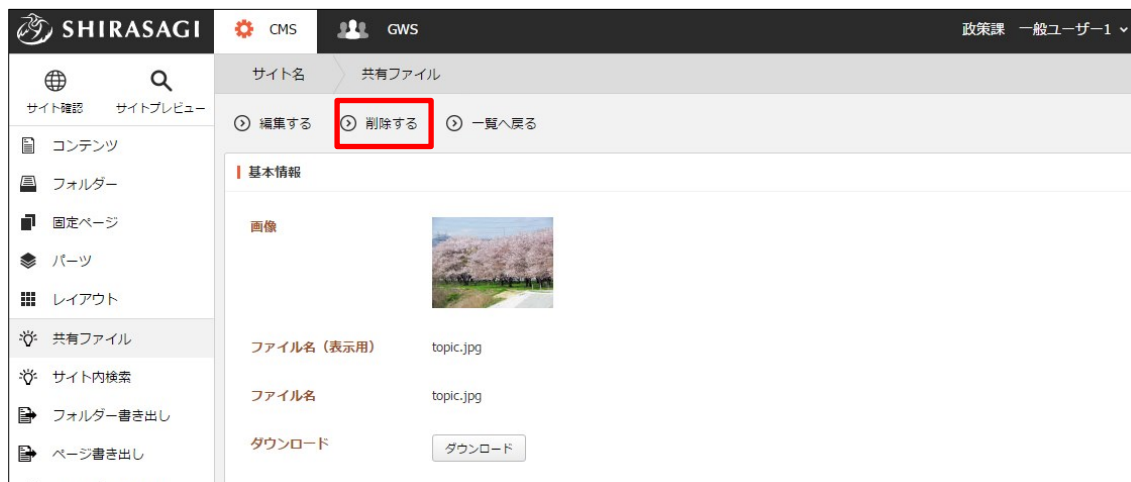 SHIRASAGI
CMS
GWS
政策課 一般ユーザー1
サイト確認
サイトプレビュー
サイト名
共有ファイル
編集する
削除する
一覧へ戻る
コンテンツ
フォルダー
固定ページ
パーツ
レイアウト
共有ファイル
サイト内検索
フォルダー書き出し
ページ書き出し
基本情報
画像
ファイル名（表示用） topic.jpg
ファイル名 topic.jpg
ダウンロード ダウンロード